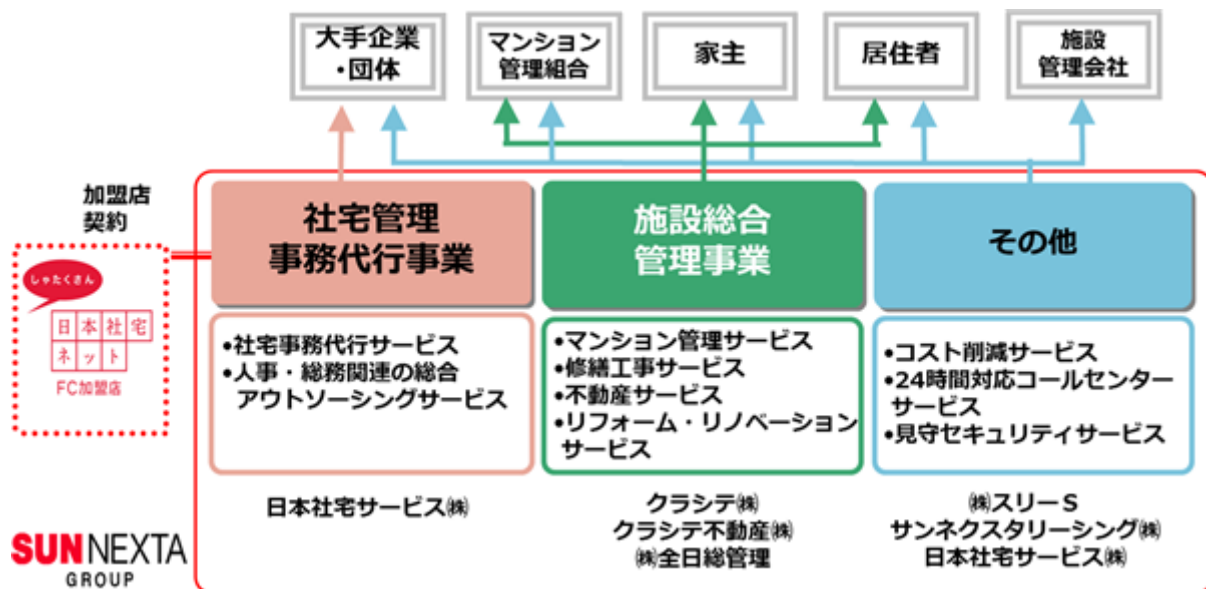 大手企業
・団体
マンション
管理組合
家主
居住者
施設
管理会社
加盟店
契約
しゃたくさん
日本社宅
ネット
FC加盟店
社宅管理
事務代行事業
施設総合
管理事業
その他
•社宅事務代行サービス
•人事・総務関連の総合
アウトソーシングサービス
•マンション管理サービス
•修繕工事サービス
•不動産サービス
•リフォーム・リノベーション
サービス
•コスト削減サービス
•24時間対応コールセンター
サービス
•見守セキュリティサービス
日本社宅サービス㈱
クラシテ㈱
クラシテ不動産㈱
㈱全日総管理
㈱スリーS
サンネクスタリーシング㈱
日本社宅サービス㈱
SUNNEXTA
GROUP